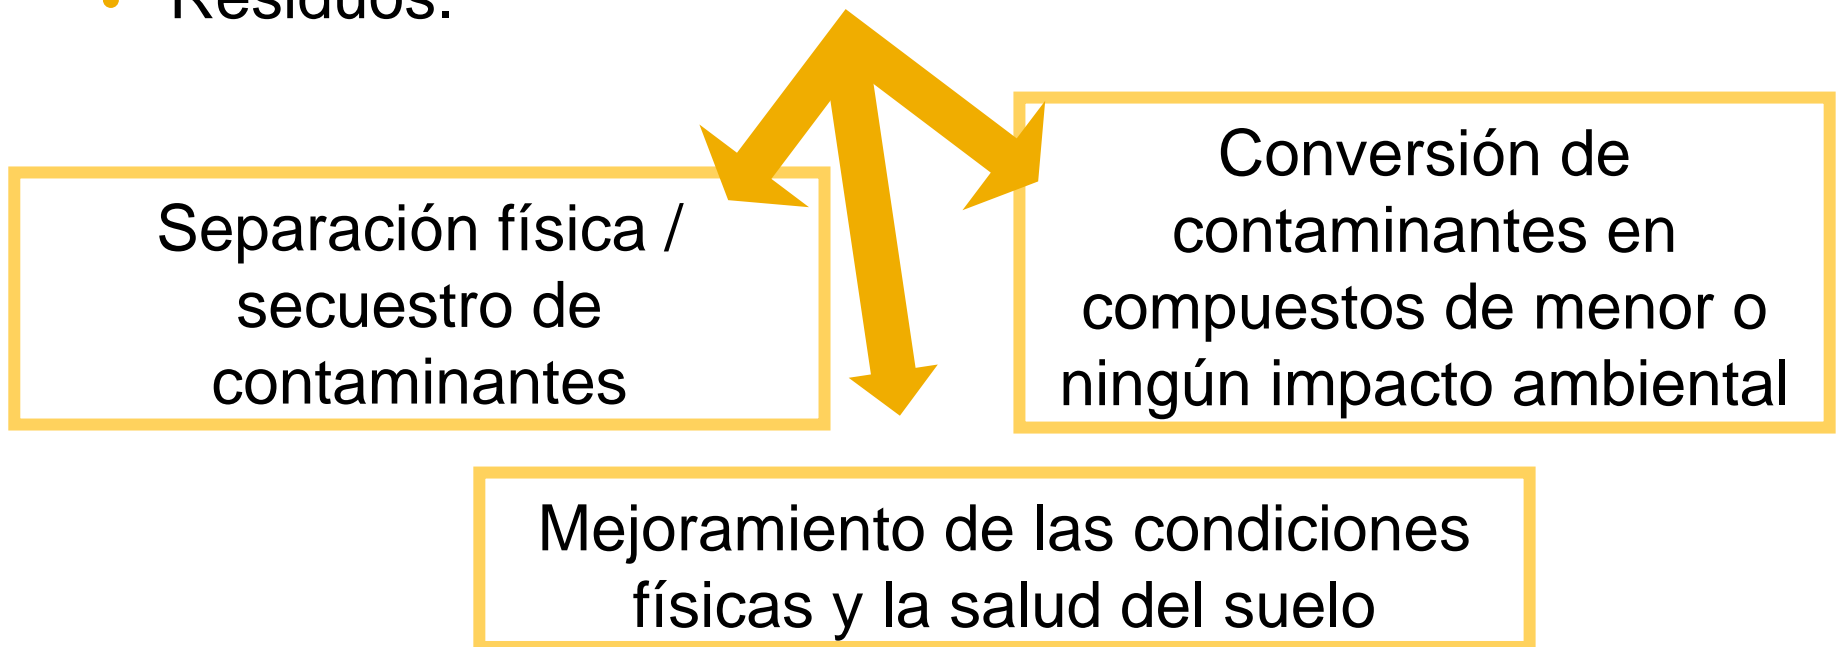 • Residuos:
Separación física /
secuestro de
contaminantes
Conversión de
contaminantes en
compuestos de menor o
ningún impacto ambiental
Mejoramiento de las condiciones
físicas y la salud del suelo